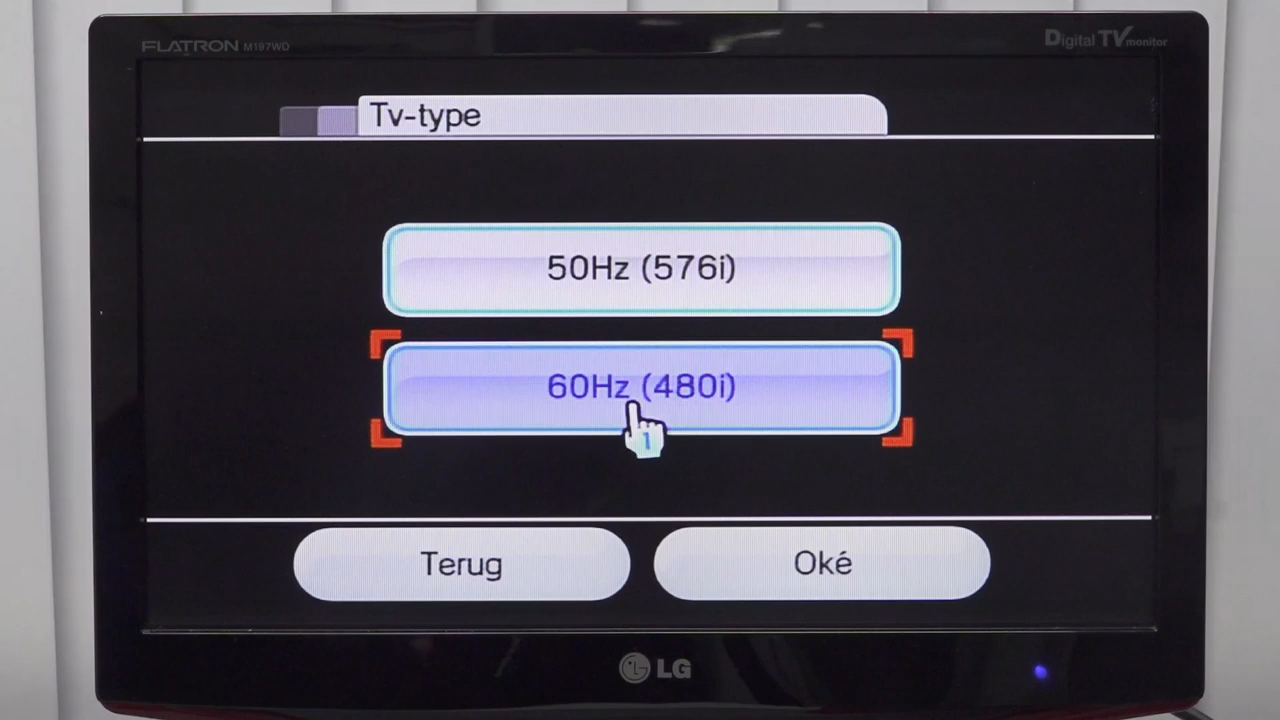 FLATRON M197WD
Digital TV monitor
Tv-type
50Hz (576i)
60Hz (480i)
1
Terug
Oké
LG